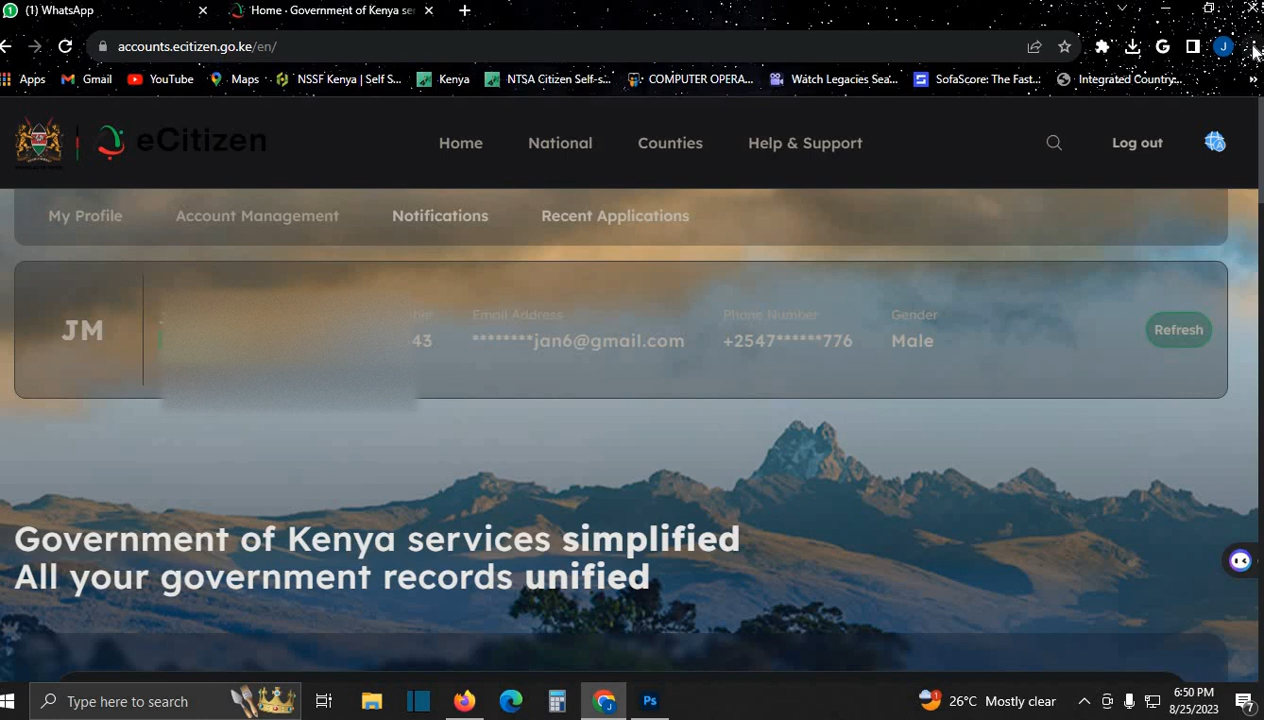 (1) WhatsApp
Home - Government of Kenya se
accounts.ecitizen.go.ke/en/
J
Apps Gmail YouTube Maps NSSF Kenya | Self S... Kenya NTSA Citizen Self-s... COMPUTER OPERA... Watch Legacies Sea... SofaScore: The Fast... Integrated Country... »
eCitizen Home National Counties Help & Support Log out
My Profile Account Management Notifications Recent Applications
Email Address Phone Number Gender
JM 43 ********jan6@gmail.com +2547******776 Male Refresh
Government of Kenya services simplified
All your government records unified
Type here to search Ps 26°C Mostly clear 6:50 PM
8/25/2023